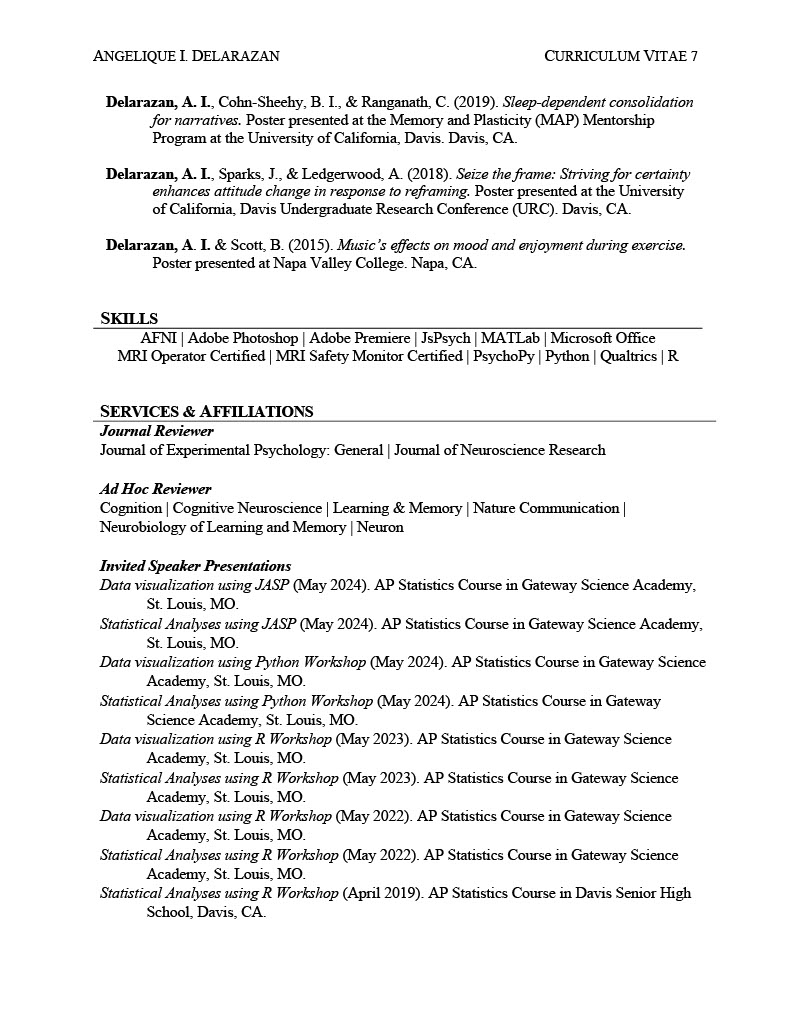 ANGELIQUE I. DELARAZAN CURRICULUM VITAE 7
Delarazan, A. I., Cohn-Sheehy, B. I., & Ranganath, C. (2019). Sleep-dependent consolidation
for narratives. Poster presented at the Memory and Plasticity (MAP) Mentorship
Program at the University of California, Davis. Davis, CA.
Delarazan, A. I., Sparks, J., & Ledgerwood, A. (2018). Seize the frame: Striving for certainty
enhances attitude change in response to reframing. Poster presented at the University
of California, Davis Undergraduate Research Conference (URC). Davis, CA.
Delarazan, A. I. & Scott, B. (2015). Music’s effects on mood and enjoyment during exercise.
Poster presented at Napa Valley College. Napa, CA.
SKILLS
AFNI | Adobe Photoshop | Adobe Premiere | JsPsych | MATLab | Microsoft Office
MRI Operator Certified | MRI Safety Monitor Certified | PsychoPy | Python | Qualtrics | R
SERVICES & AFFILIATIONS
Journal Reviewer
Journal of Experimental Psychology: General | Journal of Neuroscience Research
Ad Hoc Reviewer
Cognition | Cognitive Neuroscience | Learning & Memory | Nature Communication |
Neurobiology of Learning and Memory | Neuron
Invited Speaker Presentations
Data visualization using JASP (May 2024). AP Statistics Course in Gateway Science Academy,
St. Louis, MO.
Statistical Analyses using JASP (May 2024). AP Statistics Course in Gateway Science Academy,
St. Louis, MO.
Data visualization using Python Workshop (May 2024). AP Statistics Course in Gateway Science
Academy, St. Louis, MO.
Statistical Analyses using Python Workshop (May 2024). AP Statistics Course in Gateway
Science Academy, St. Louis, MO.
Data visualization using R Workshop (May 2023). AP Statistics Course in Gateway Science
Academy, St. Louis, MO.
Statistical Analyses using R Workshop (May 2023). AP Statistics Course in Gateway Science
Academy, St. Louis, MO.
Data visualization using R Workshop (May 2022). AP Statistics Course in Gateway Science
Academy, St. Louis, MO.
Statistical Analyses using R Workshop (May 2022). AP Statistics Course in Gateway Science
Academy, St. Louis, MO.
Statistical Analyses using R Workshop (April 2019). AP Statistics Course in Davis Senior High
School, Davis, CA.